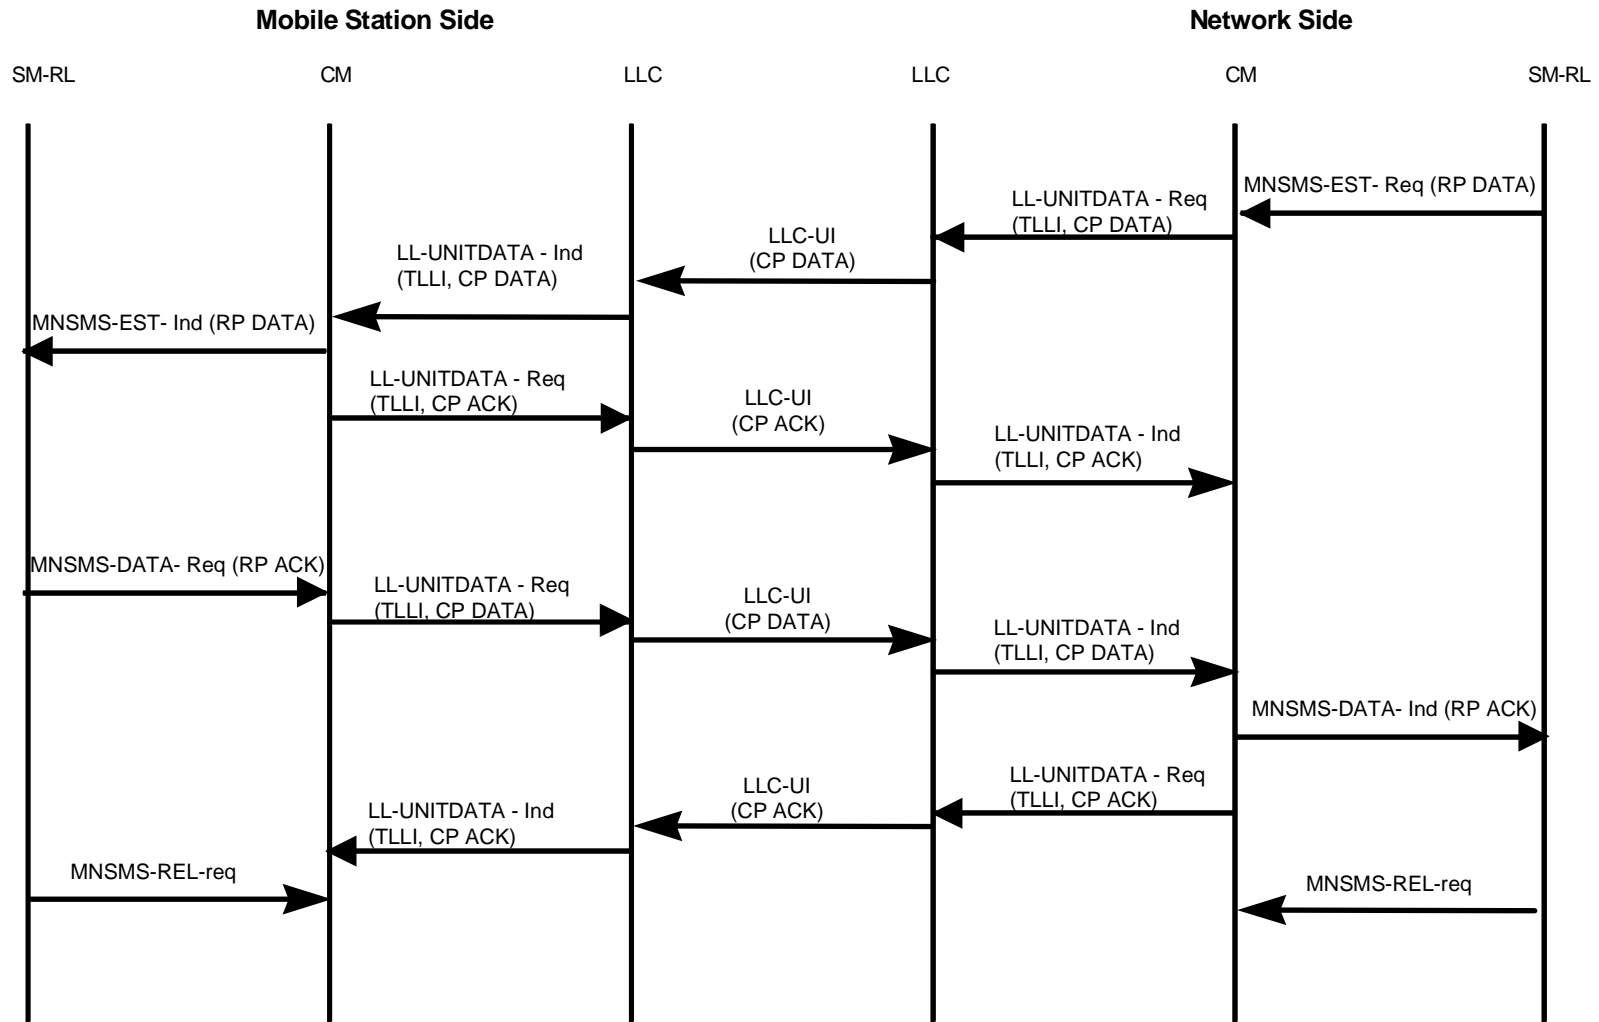 Mobile Station Side
Network Side
SM-RL
CM
LLC
LLC
CM
SM-RL
MNSMS-EST- Req (RP DATA)
LL-UNITDATA - Req
(TLLI, CP DATA)
LLC-UI
(CP DATA)
LL-UNITDATA - Ind
(TLLI, CP DATA)
MNSMS-EST- Ind (RP DATA)
LL-UNITDATA - Req
(TLLI, CP ACK)
LLC-UI
(CP ACK)
LL-UNITDATA - Ind
(TLLI, CP ACK)
MNSMS-DATA- Req (RP ACK)
LL-UNITDATA - Req
(TLLI, CP DATA)
LLC-UI
(CP DATA)
LL-UNITDATA - Ind
(TLLI, CP DATA)
MNSMS-DATA- Ind (RP ACK)
LL-UNITDATA - Req
(TLLI, CP ACK)
LLC-UI
(CP ACK)
LL-UNITDATA - Ind
(TLLI, CP ACK)
MNSMS-REL-req
MNSMS-REL-req